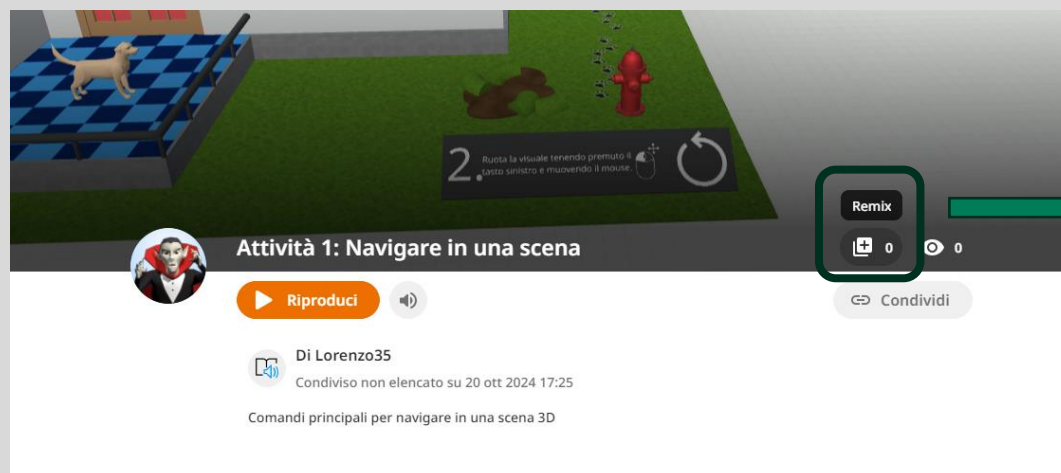 2. Ruota la visuale tenendo premuto il
tasto sinistro e muovendo il mouse.
Remix
Attività 1: Navigare in una scena
0
0
Riproduci
Condividi
Di Lorenzo35
Condiviso non elencato su 20 ott 2024 17:25
Comandi principali per navigare in una scena 3D